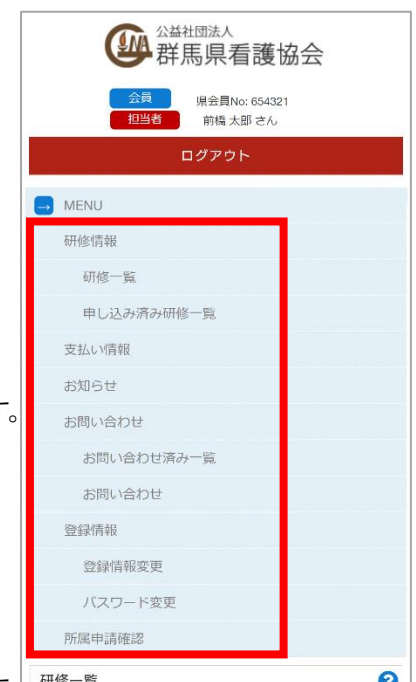 公益社団法人
群馬県看護協会
会員 県会員No: 654321
担当者 前橋 太郎 さん
ログアウト
→ MENU
研修情報
研修一覧
申し込み済み研修一覧
支払い情報
お知らせ
す。
お問い合わせ
お問い合わせ済み一覧
お問い合わせ
登録情報
登録情報変更
パスワード変更
所属申請確認
研修一覧 ?